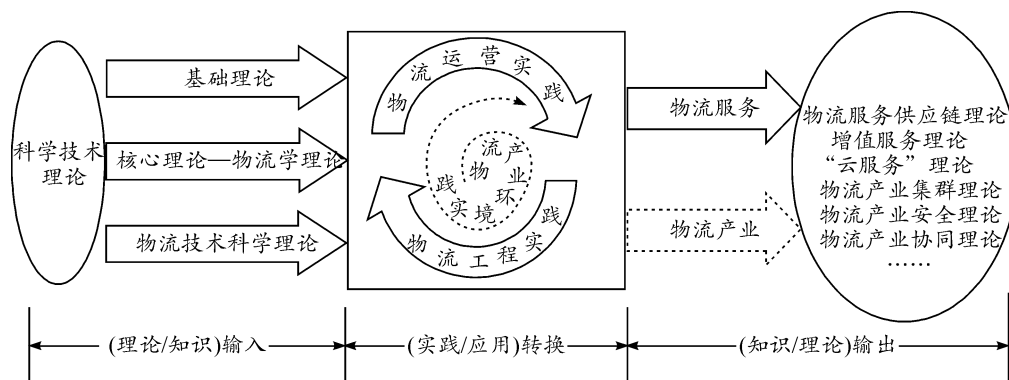 科学技术
理论
基础理论
核心理论—物流学理论
物流技术科学理论
物流运营实践
物流产业环境实践
物流工程实践
物流服务
物流产业
物流服务供应链理论
增值服务理论
“云服务”理论
物流产业集群理论
物流产业安全理论
物流产业协同理论
……
(理论/知识)输入
(实践/应用)转换
(知识/理论)输出